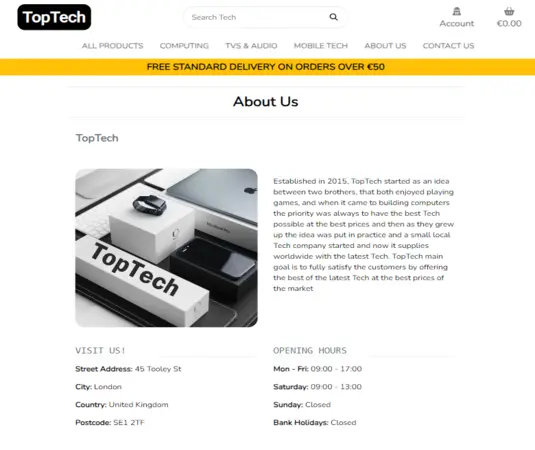 TopTech
Search Tech
Account
€0.00
ALL PRODUCTS COMPUTING TVS & AUDIO MOBILE TECH ABOUT US CONTACT US
FREE STANDARD DELIVERY ON ORDERS OVER €50
About Us
TopTech
TopTech
Established in 2015, TopTech started as an idea
between two brothers, that both enjoyed playing
games, and when it came to building computers
the priority was always to have the best Tech
possible at the best prices and then as they grew
up the idea was put in practice and a small local
Tech company started and now it supplies
worldwide with the latest Tech. TopTech main
goal is to fully satisfy the customers by offering
the best of the latest Tech at the best prices of
the market
VISIT US!
Street Address: 45 Tooley St
City: London
Country: United Kingdom
Postcode: SE1 2TF
OPENING HOURS
Mon - Fri: 09:00 - 17:00
Saturday: 09:00 - 13:00
Sunday: Closed
Bank Holidays: Closed